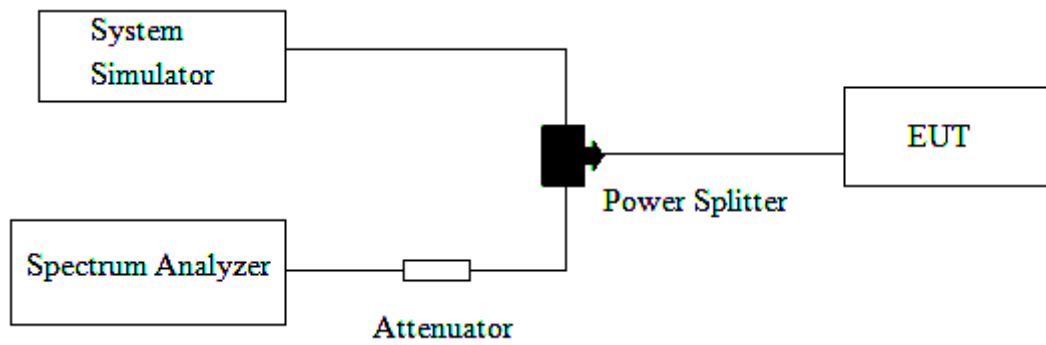 System
Simulator
EUT
Power Splitter
Spectrum Analyzer
Attenuator